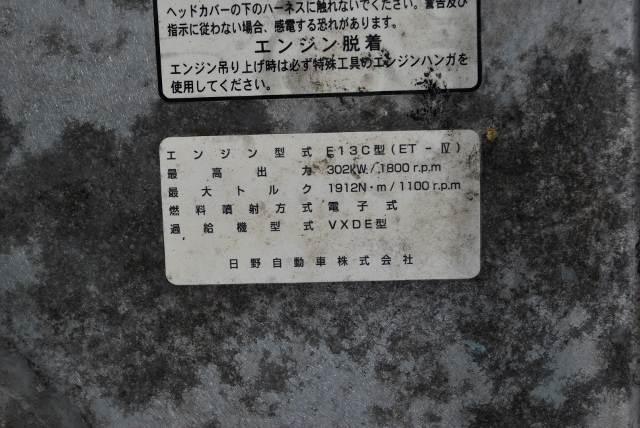 ヘッドカバーの下のハーネスに触れないでください。警告及び
指示に従わない場合、感電する恐れがあります。
エンジン脱着
エンジン吊り上げ時は必ず特殊工具のエンジンハンガを
使用してください。
エンジン型式 E13C型(ET-Ⅳ)
最高出力 302kW/1800r.p.m
最大トルク 1912N・m/1100r.p.m
燃料噴射方式 電子式
過給機型式 VXDE型
日野自動車株式会社